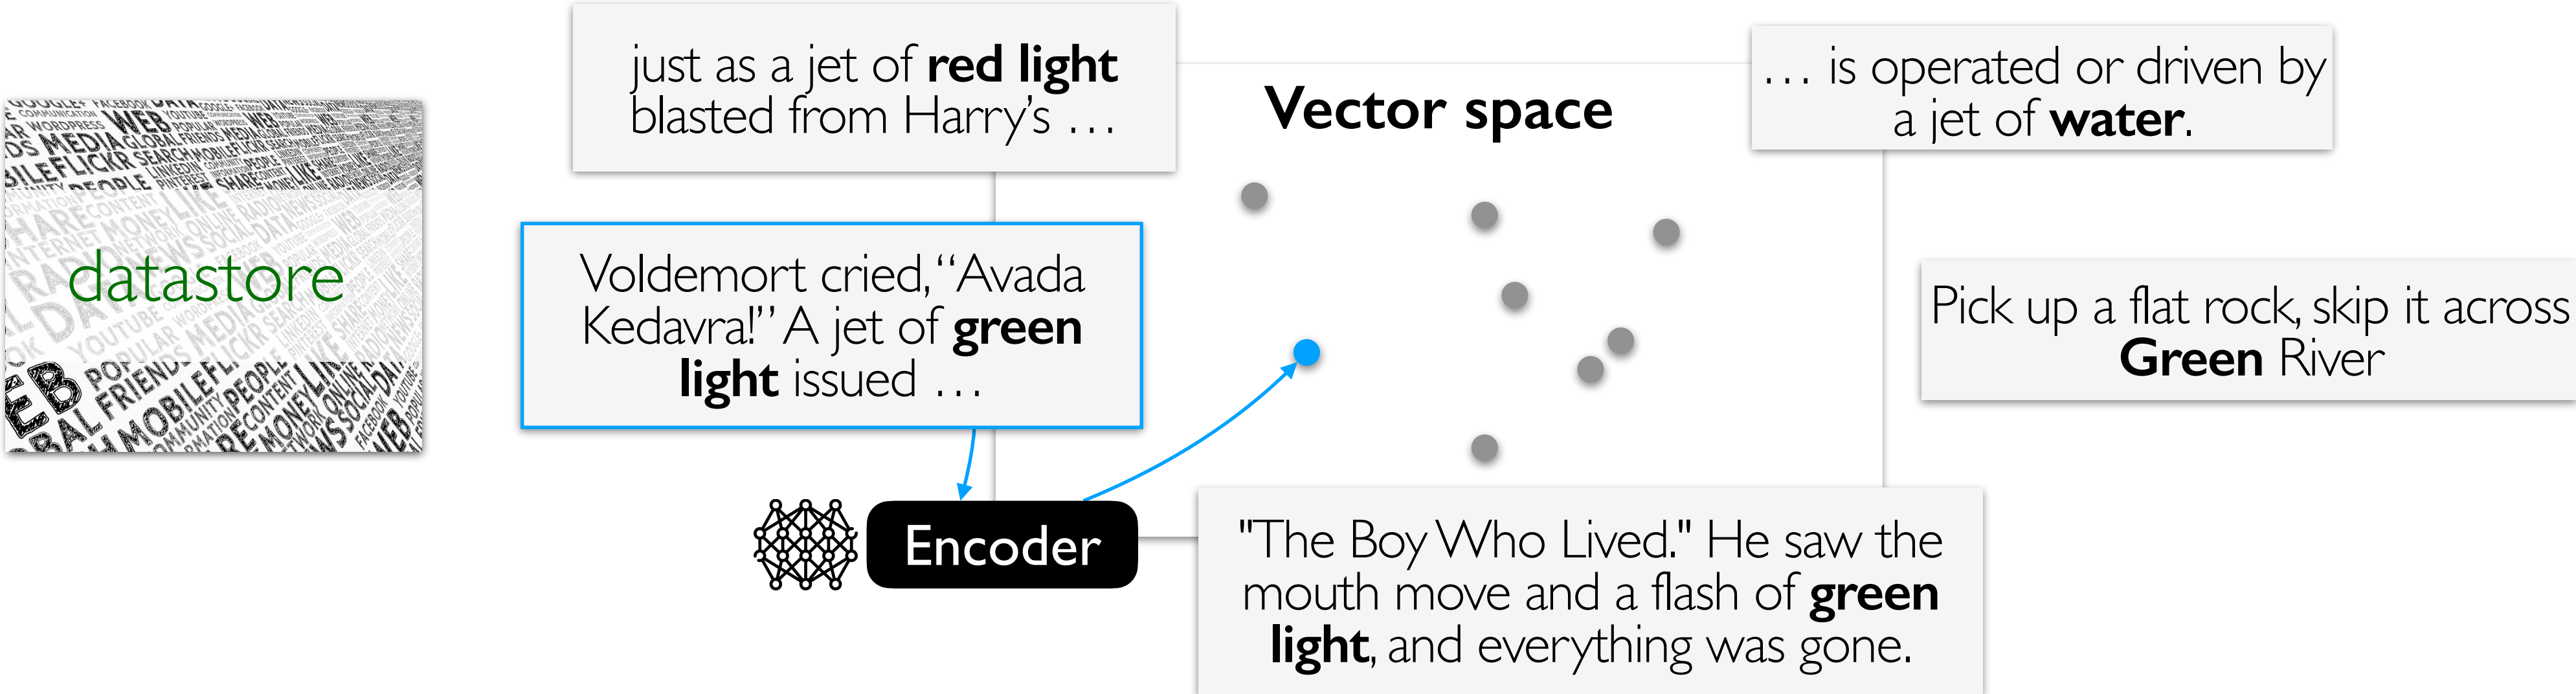 just as a jet of red light
blasted from Harry's …
Vector space
… is operated or driven by
a jet of water.
datastore
Voldemort cried, “Avada
Kedavra!” A jet of green
light issued …
Pick up a flat rock, skip it across
Green River
Encoder
"The Boy Who Lived." He saw the
mouth move and a flash of green
light, and everything was gone.